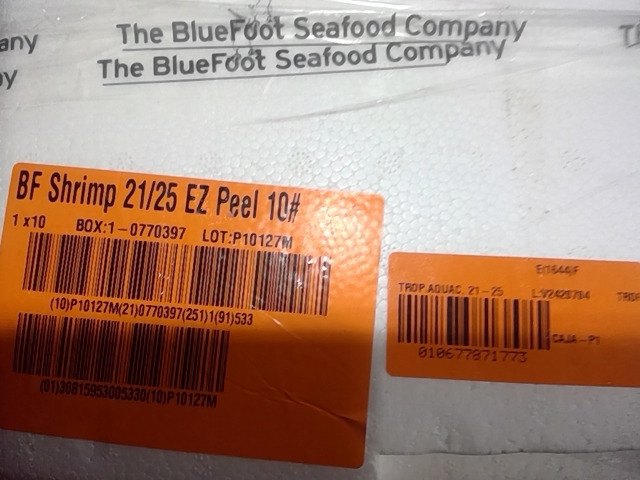 any
The BlueFoot Seafood Company
The BlueFoot Seafood Company
BF Shrimp 21/25 EZ Peel 10#
1 x10 BOX:1-0770397 LOT:P10127M
(10)P10127M(21)0770397(251)1(91)533
(01)30815953005330(10)P10127M
TROP.AQUAC. 21-25
CAJA-P1
010677871773